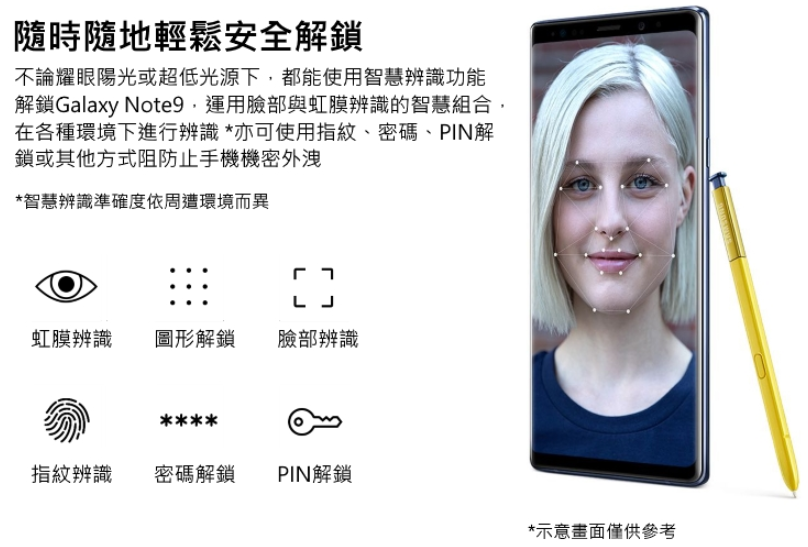 隨時隨地輕鬆安全解鎖
不論耀眼陽光或超低光源下，都能使用智慧辨識功能
解鎖Galaxy Note9，運用臉部與虹膜辨識的智慧組合，
在各種環境下進行辨識 *亦可使用指紋、密碼、PIN解
鎖或其他方式阻防止手機機密外洩
*智慧辨識準確度依周遭環境而異
虹膜辨識 圖形解鎖 臉部辨識
****
指紋辨識 密碼解鎖 PIN解鎖
SAMSUNG
*示意畫面僅供參考